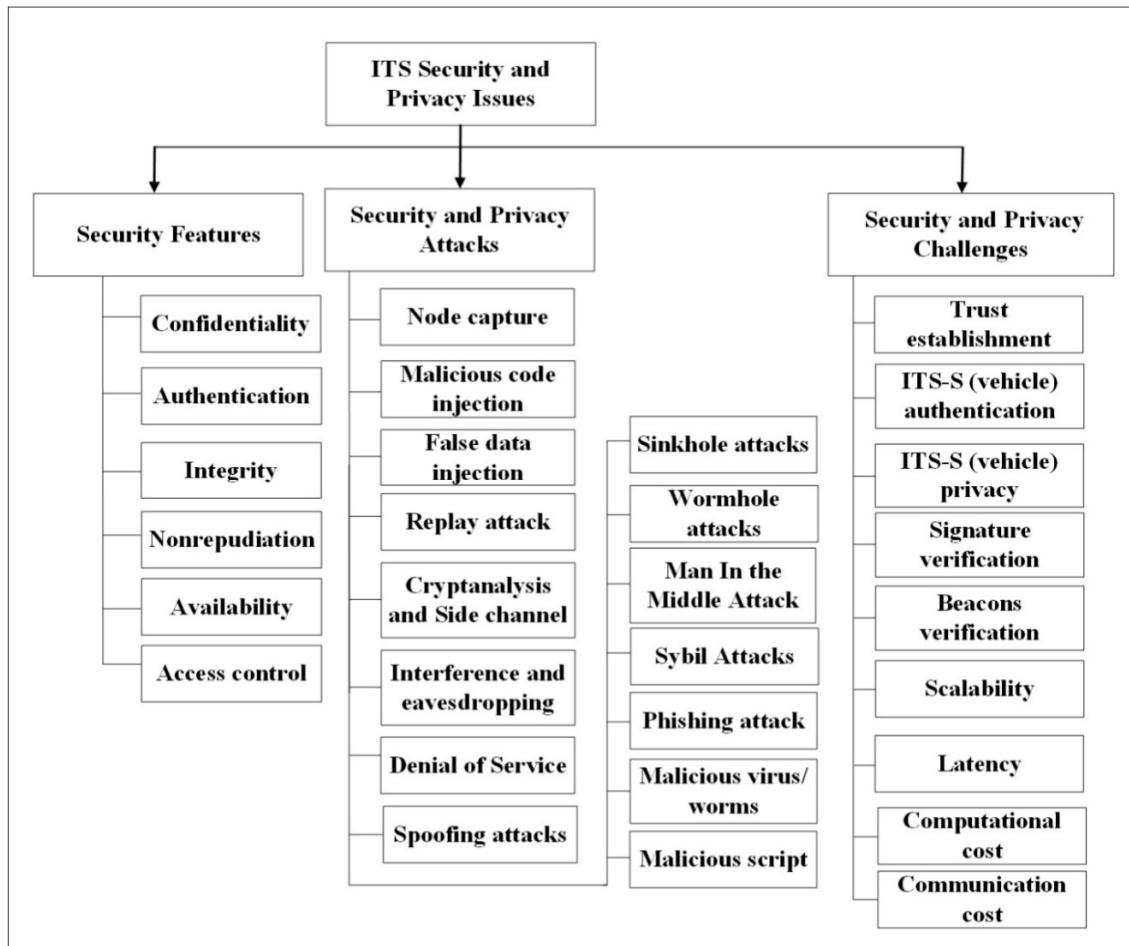 ITS Security and
Privacy Issues
Security Features
Confidentiality
Authentication
Integrity
Nonrepudiation
Availability
Access control
Security and Privacy
Attacks
Node capture
Malicious code
injection
False data
injection
Replay attack
Cryptanalysis
and Side channel
Interference and
eavesdropping
Denial of Service
Spoofing attacks
Sinkhole attacks
Wormhole
attacks
Man In the
Middle Attack
Sybil Attacks
Phishing attack
Malicious virus/
worms
Malicious script
Security and Privacy
Challenges
Trust
establishment
ITS-S (vehicle)
authentication
ITS-S (vehicle)
privacy
Signature
verification
Beacons
verification
Scalability
Latency
Computational
cost
Communication
cost